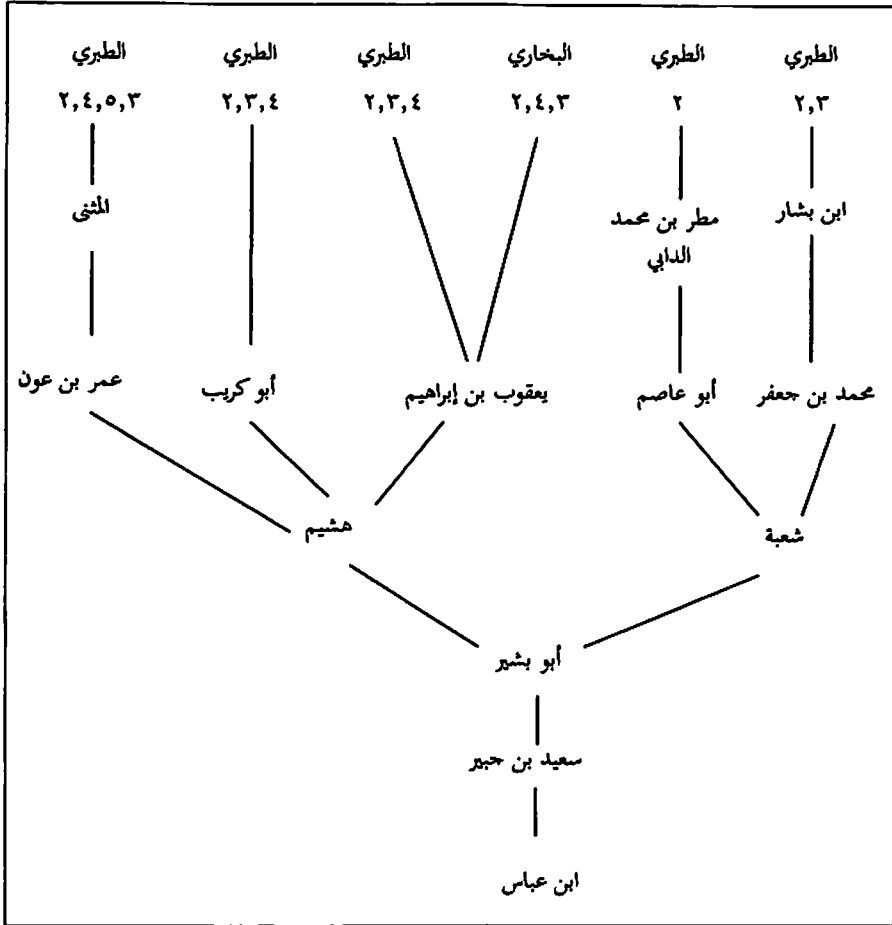 الطبري
البخاري
الطبري
الطبري
الطبري
الطبري
٢,٣
٢
٢,٤,٣
٢,٣,٤
٢,٣,٤
٢,٤,٥,٣
ابن بشار
مطر بن محمد
الدابي
المثنى
محمد بن جعفر
أبو عاصم
يعقوب بن إبراهيم
أبو كريب
عمر بن عون
شعبة
هشيم
أبو بشير
سعيد بن حبير
ابن عباس